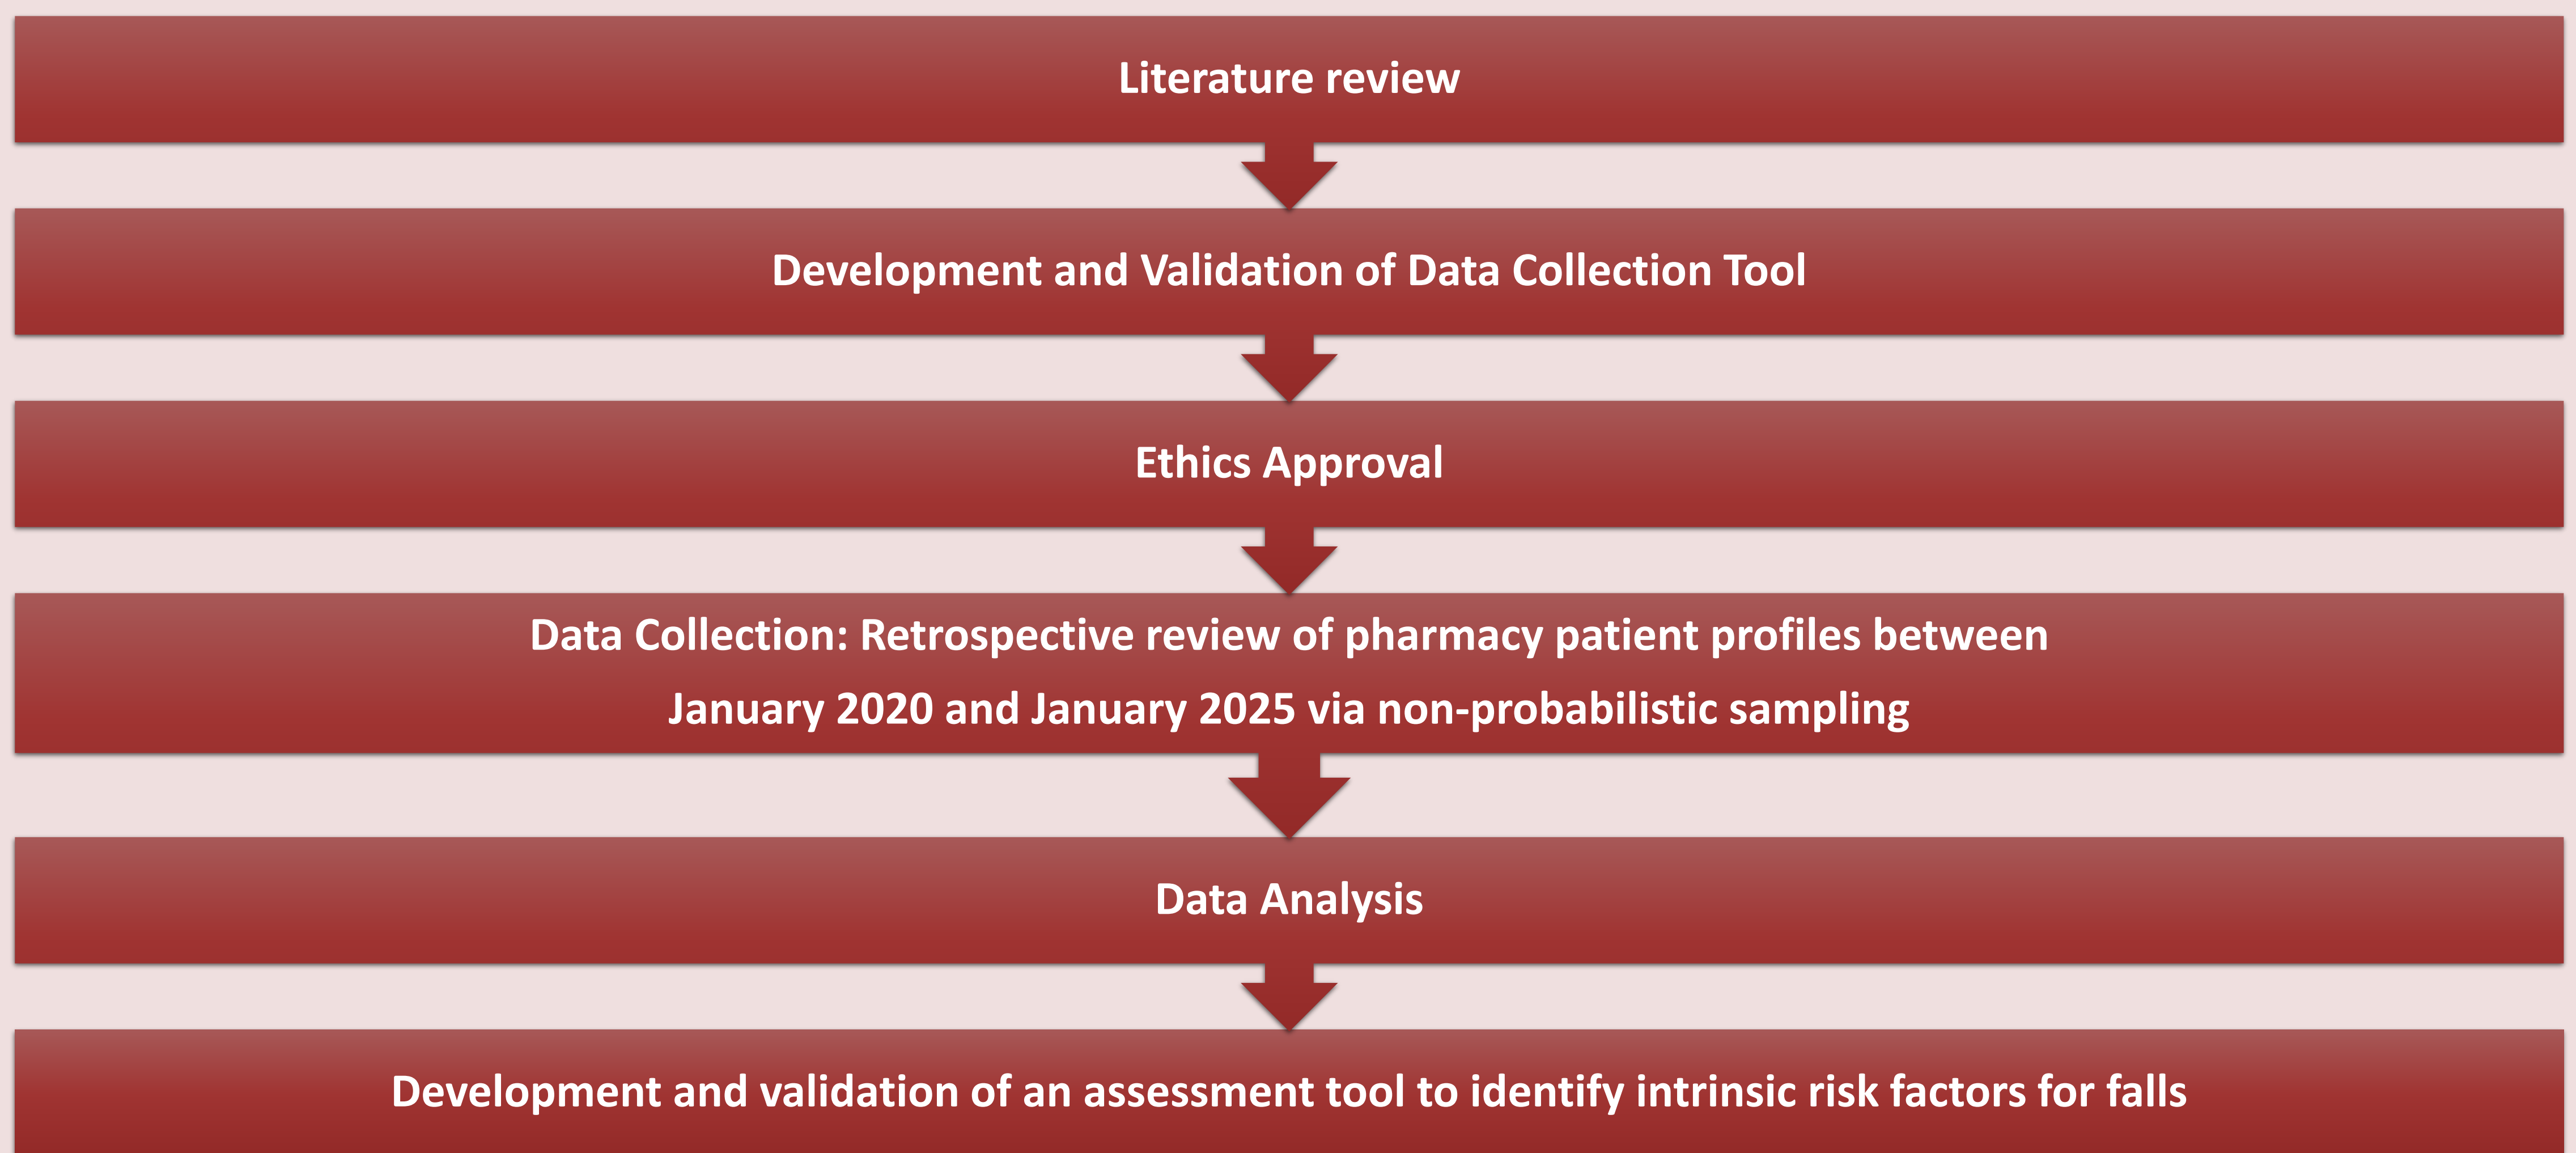 Literature review
Development and Validation of Data Collection Tool
Ethics Approval
Data Collection: Retrospective review of pharmacy patient profiles between
January 2020 and January 2025 via non-probabilistic sampling
Data Analysis
Development and validation of an assessment tool to identify intrinsic risk factors for falls